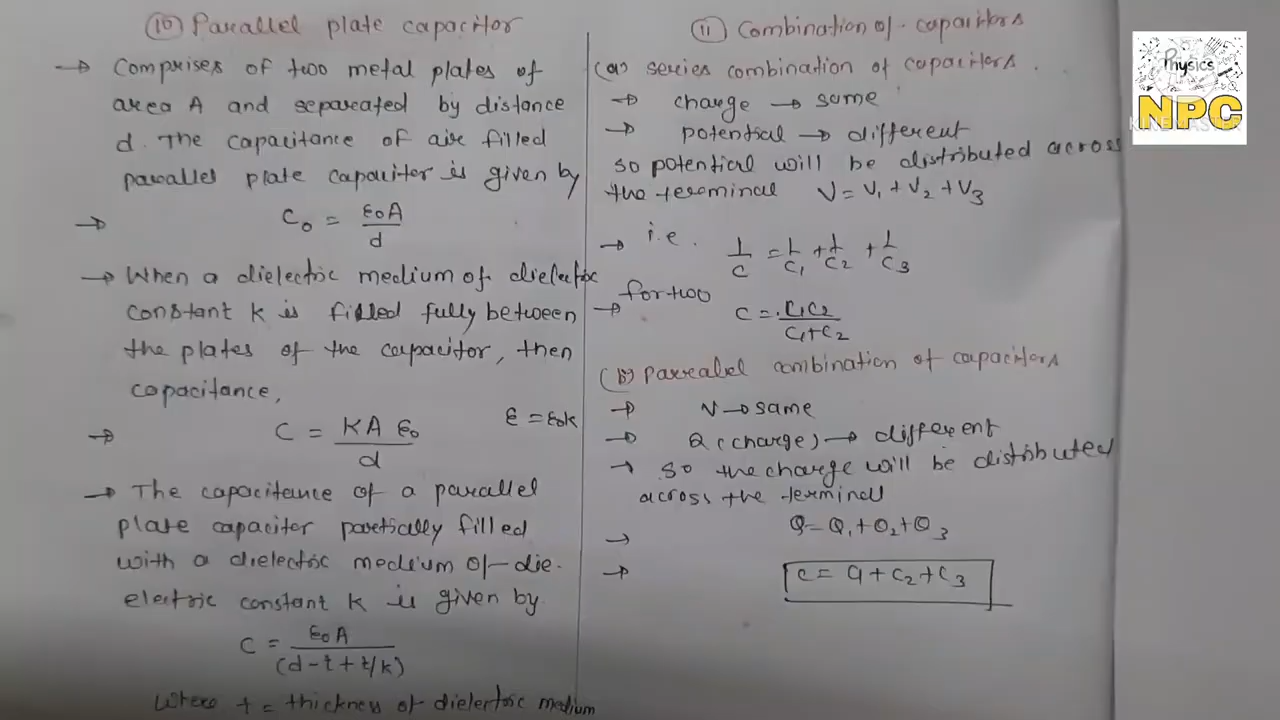 (10) Parallel plate capacitor
→ Comprises of two metal plates of
area A and separated by distance
d. The capacitance of air filled
parallel plate capacitor is given by
→ C₀ = ε₀A/d
→ When a dielectric medium of dielectric
constant K is filled fully between
the plates of the capacitor, then
capacitance,
→ C = KAε₀/d ε = ε₀k
→ The capacitance of a parallel
plate capacitor partially filled
with a dielectric medium of die-
electric constant K is given by
C = ε₀A/(d-t+t/k)
where t = thickness of dielectric medium
(11) Combination of capacitors
(a) series combination of capacitors.
→ charge → same
→ potential → different
so potential will be distributed across
the terminal V = V₁ + V₂ + V₃
→ i.e. 1/C = 1/C₁ + 1/C₂ + 1/C₃
→ for two C = C₁C₂/C₁+C₂
(b) Parralel combination of capacitors
→ V → same
→ Q (charge) → different
→ so the charge will be distributed
across the terminal
→ Q = Q₁ + Q₂ + Q₃
→ C = C₁ + C₂ + C₃
Physics
NPC